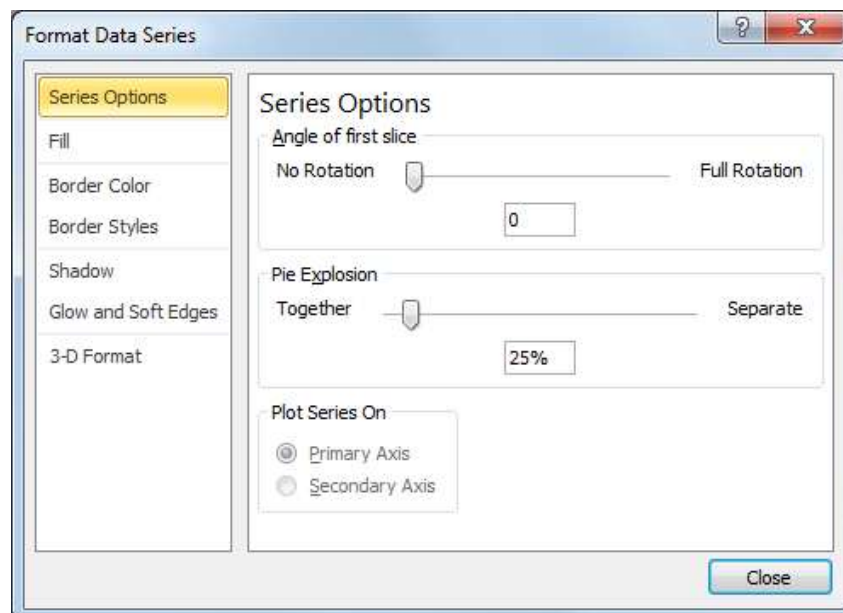 Format Data Series
?
Series Options
Fill
Border Color
Border Styles
Shadow
Glow and Soft Edges
3-D Format
Series Options
Angle of first slice
No Rotation Full Rotation
0
Pie Explosion
Together Separate
25%
Plot Series On
Primary Axis
Secondary Axis
Close